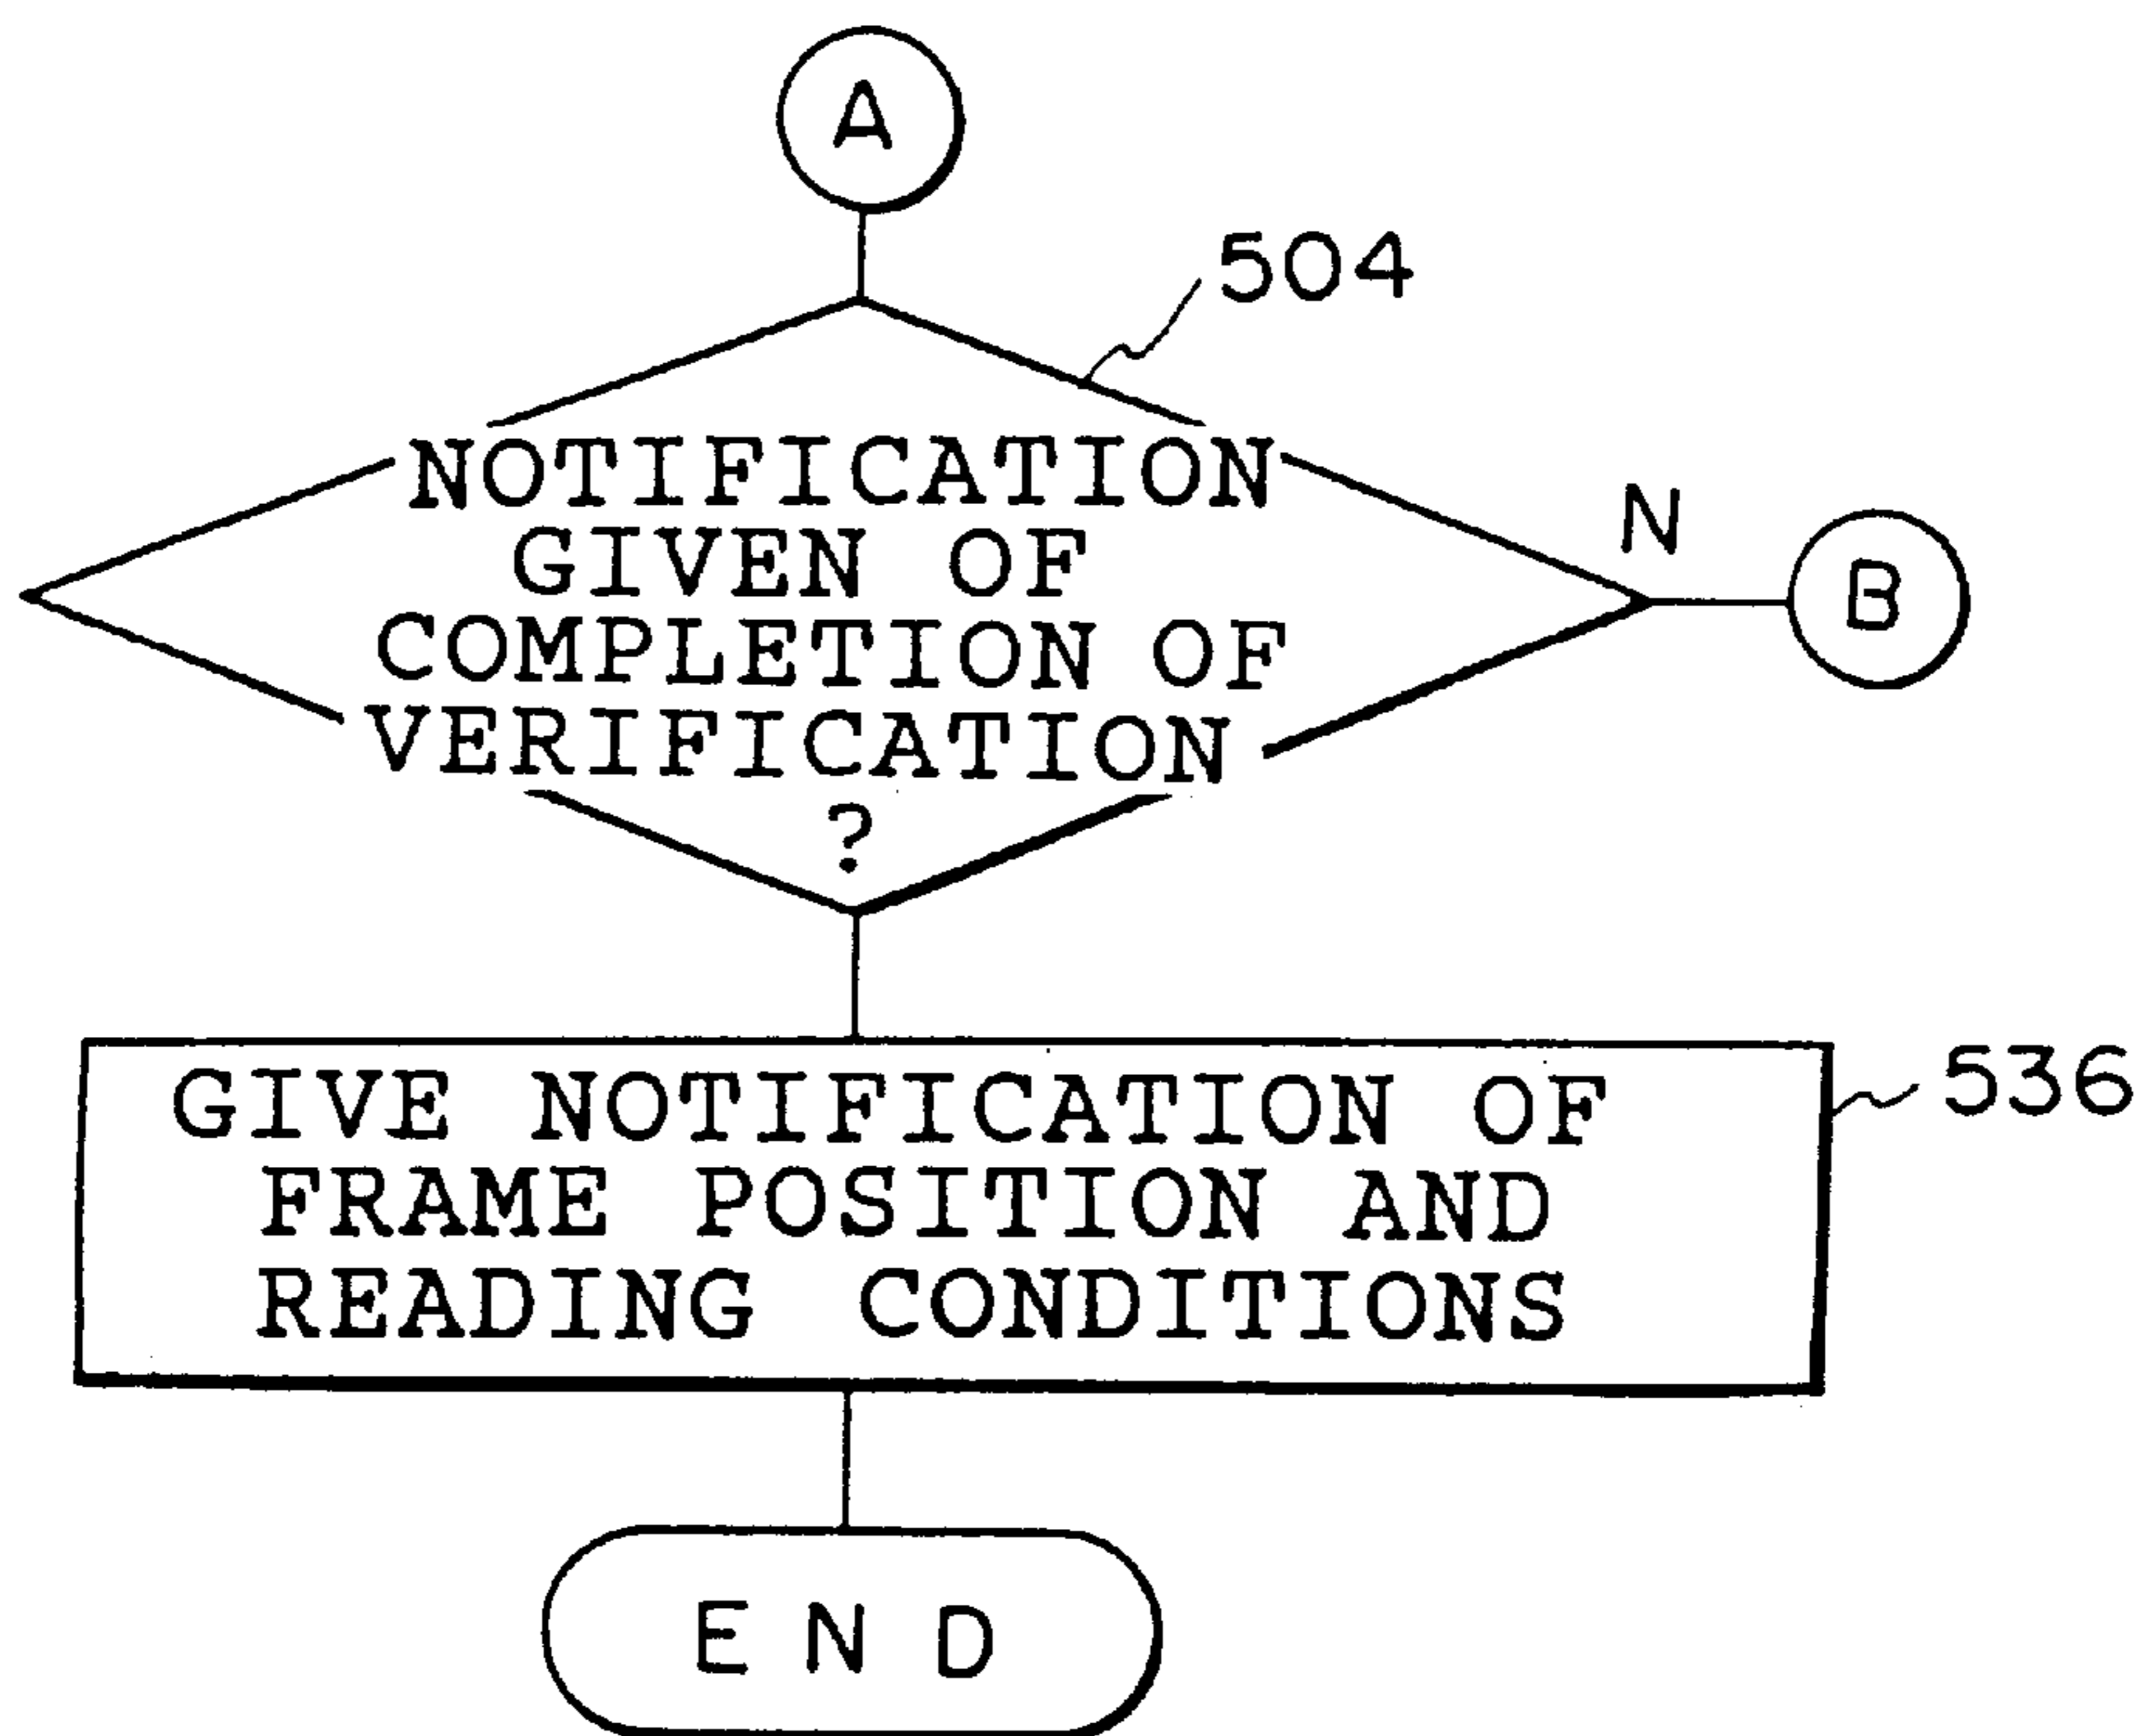 A
504
NOTIFICATION
GIVEN OF
COMPLETION OF
VERIFICATION
?
N
B
GIVE NOTIFICATION OF
FRAME POSITION AND
READING CONDITIONS
536
END